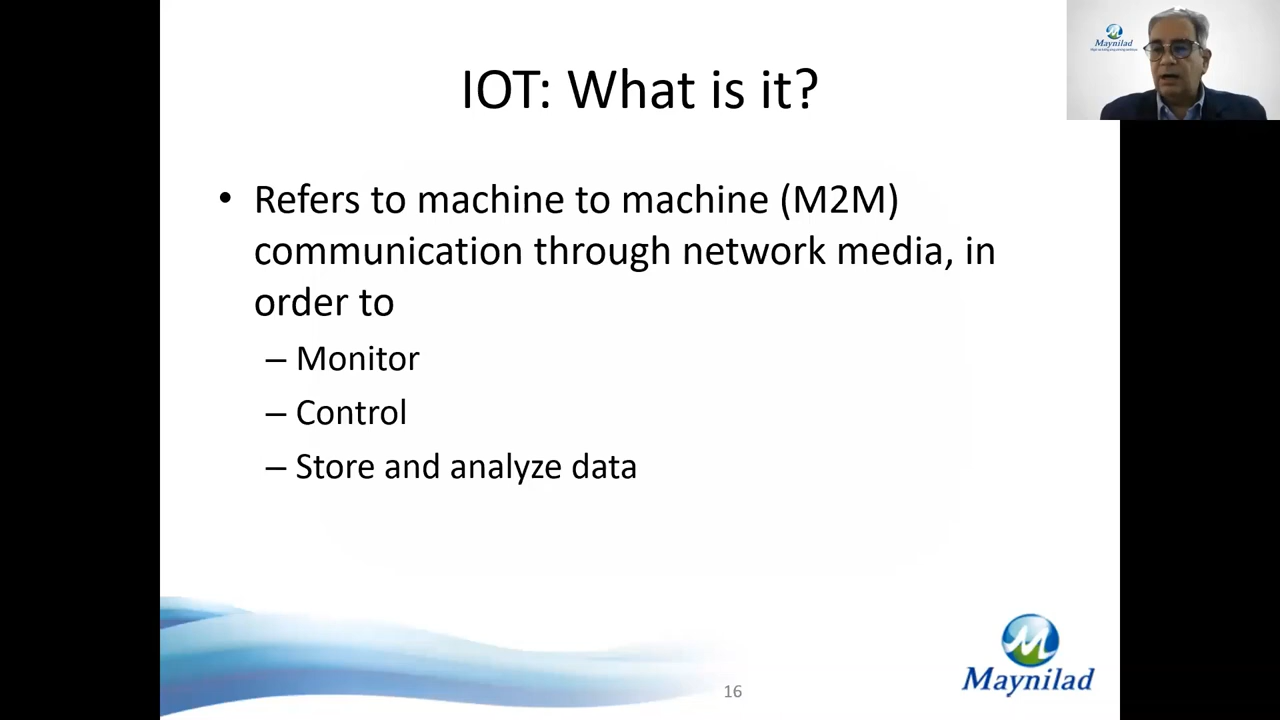 IOT: What is it?
• Refers to machine to machine (M2M)
communication through network media, in
order to
– Monitor
– Control
– Store and analyze data
16
Maynilad
Maynilad